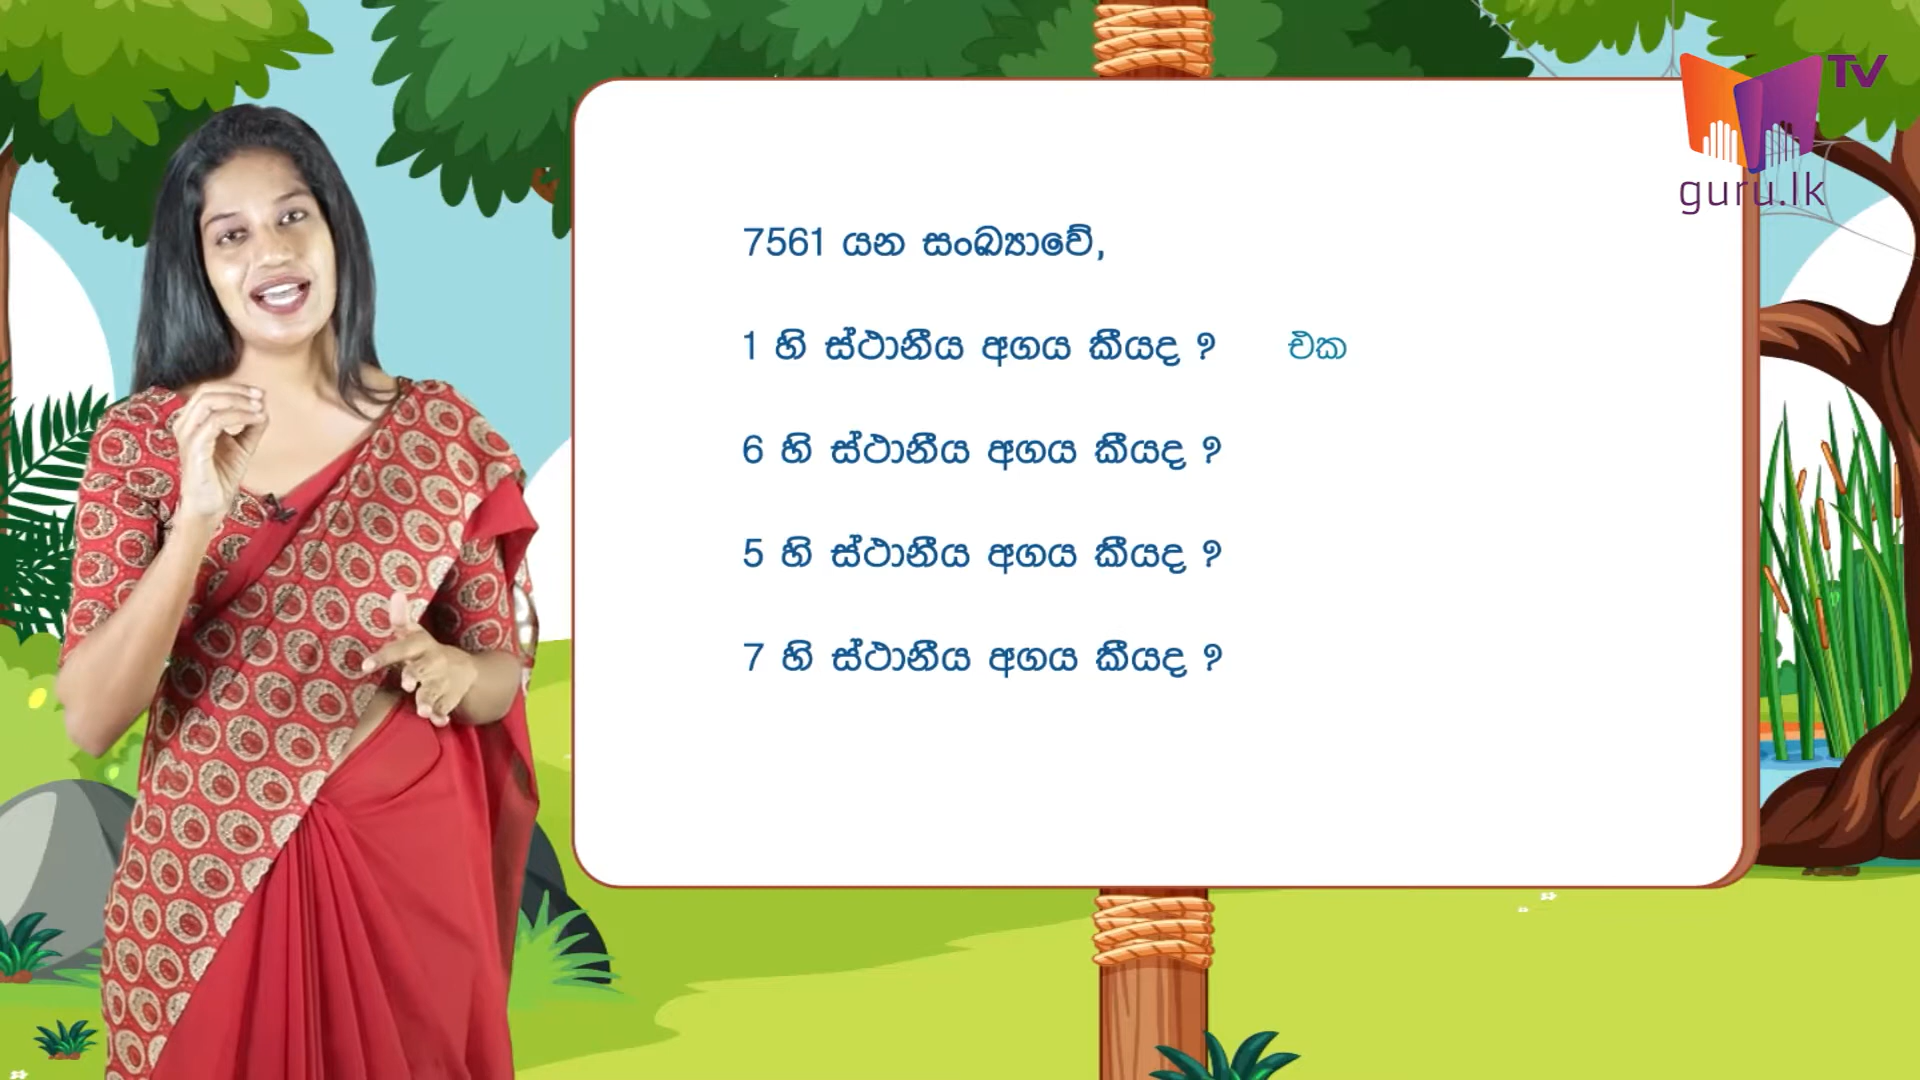 TV
guru.lk
7561 යන සංඛ්‍යාවේ,
1 හි ස්ථානීය අගය කීයද ? එක
6 හි ස්ථානීය අගය කීයද ?
5 හි ස්ථානීය අගය කීයද ?
7 හි ස්ථානීය අගය කීයද ?